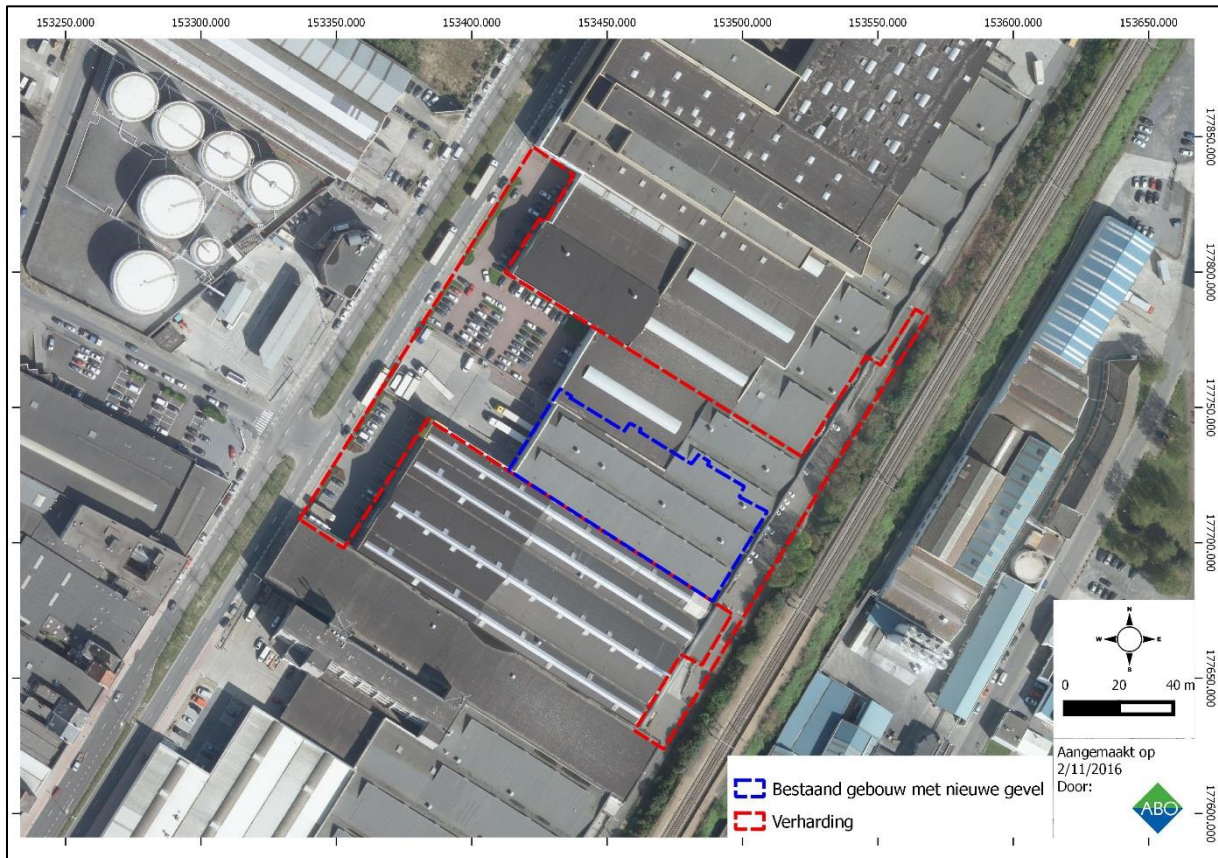 153250.000 153300.000 153350.000 153400.000 153450.000 153500.000 153550.000 153600.000 153650.000
177850.000
177800.000
177750.000
177700.000
177650.000
177600.000
N
W E
S
0 20 40 m
Aangemaakt op
2/11/2016
Door:
ABO
Bestaand gebouw met nieuwe gevel
Verharding